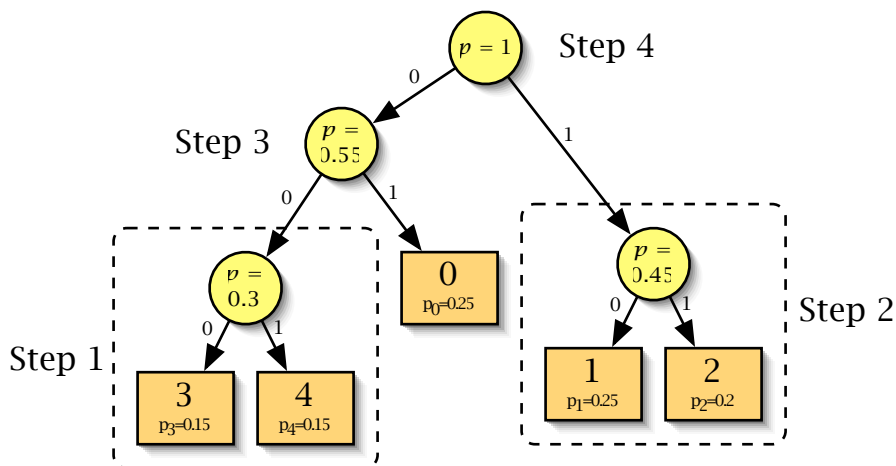 p = 1
Step 4
0
1
Step 3
p =
0.55
0
1
p =
0.3
0
p0=0.25
p =
0.45
Step 2
0
1
0
1
Step 1
3
p3=0.15
4
p4=0.15
1
p1=0.25
2
p2=0.2